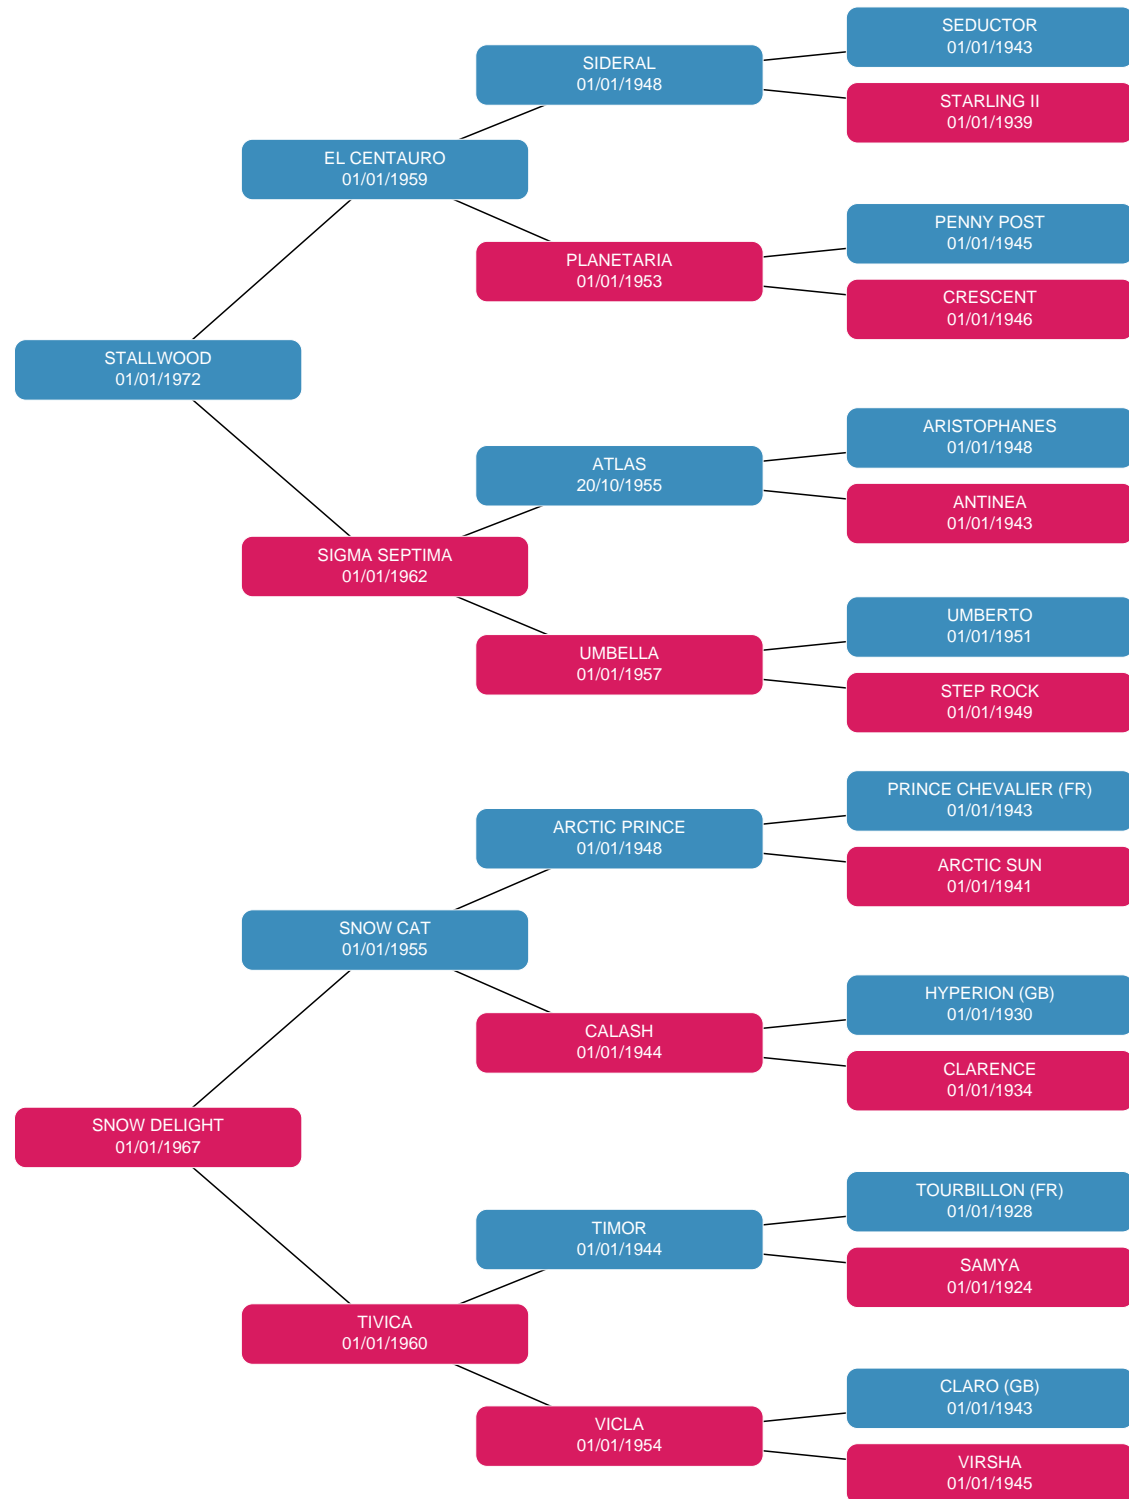 SEDUCTOR
01/01/1943
SIDERAL
01/01/1948
STARLING II
01/01/1939
EL CENTAURO
01/01/1959
PENNY POST
01/01/1945
PLANETARIA
01/01/1953
CRESCENT
01/01/1946
STALLWOOD
01/01/1972
ARISTOPHANES
01/01/1948
ATLAS
20/10/1955
ANTINEA
01/01/1943
SIGMA SEPTIMA
01/01/1962
UMBERTO
01/01/1951
UMBELLA
01/01/1957
STEP ROCK
01/01/1949
PRINCE CHEVALIER (FR)
01/01/1943
ARCTIC PRINCE
01/01/1948
ARCTIC SUN
01/01/1941
SNOW CAT
01/01/1955
HYPERION (GB)
01/01/1930
CALASH
01/01/1944
CLARENCE
01/01/1934
SNOW DELIGHT
01/01/1967
TOURBILLON (FR)
01/01/1928
TIMOR
01/01/1944
SAMYA
01/01/1924
TIVICA
01/01/1960
CLARO (GB)
01/01/1943
VICLA
01/01/1954
VIRSHA
01/01/1945